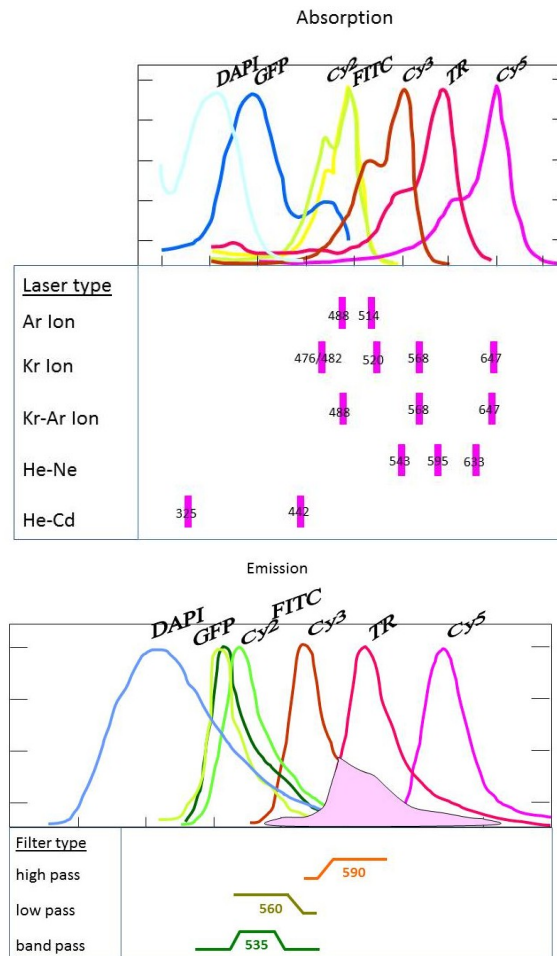 Absorption
DAPI GFP Cy2 FITC Cy3 TR Cy5
Laser type
Ar Ion 488 514
Kr Ion 476/482 520 568 647
Kr-Ar Ion 488 568 647
He-Ne 543 595 633
He-Cd 325 442
Emission
DAPI GFP Cy2 FITC Cy3 TR Cy5
Filter type
high pass 590
low pass 560
band pass 535